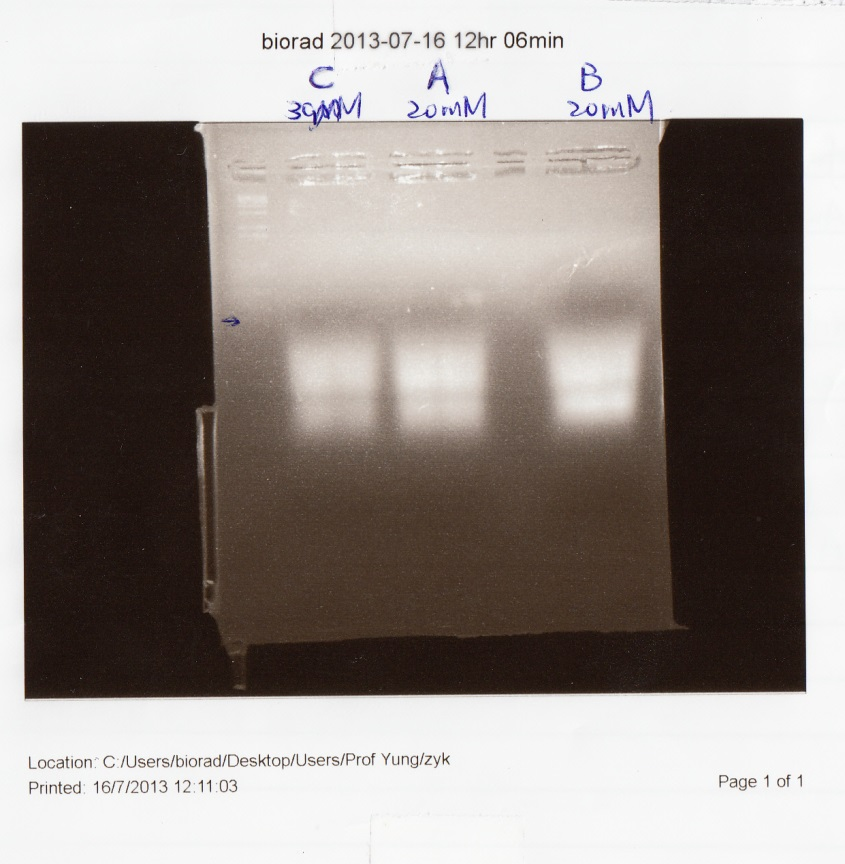 biorad 2013-07-16 12hr 06min
C A B
20mM 20mM
Location: C:/Users/biorad/Desktop/Users/Prof Yung/zyk
Printed: 16/7/2013 12:11:03
Page 1 of 1